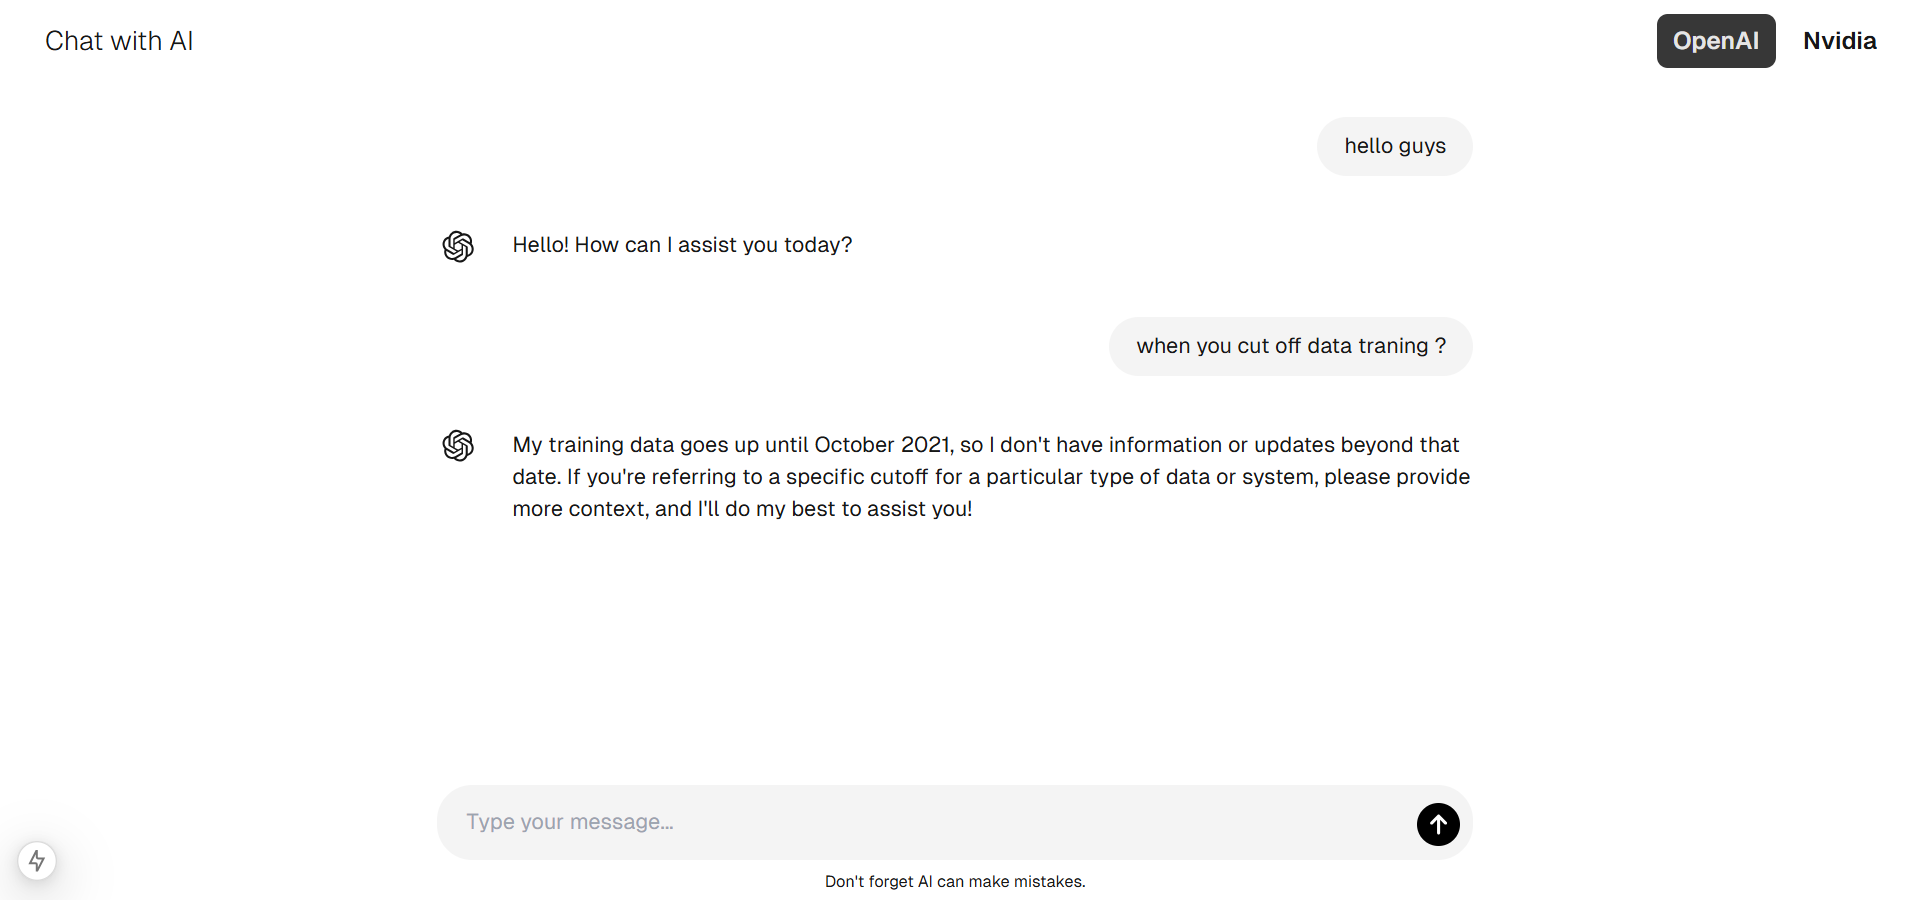 Chat with AI
OpenAI
Nvidia
hello guys
Hello! How can I assist you today?
when you cut off data traning ?
My training data goes up until October 2021, so I don't have information or updates beyond that
date. If you're referring to a specific cutoff for a particular type of data or system, please provide
more context, and I'll do my best to assist you!
Type your message...
Don't forget AI can make mistakes.